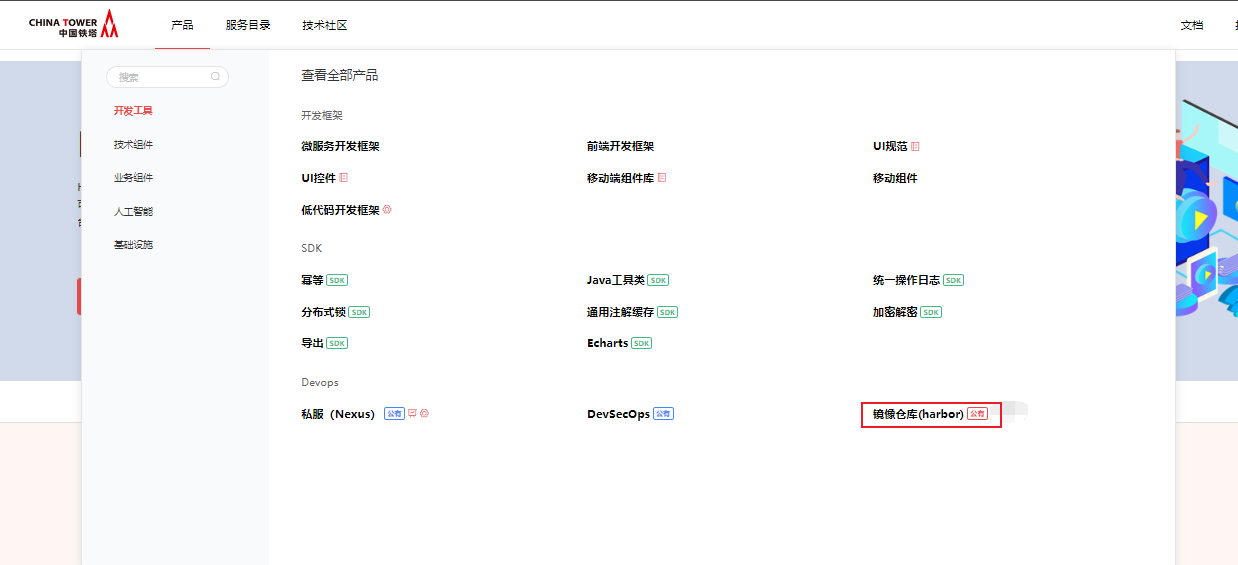 CHINA TOWER
中国铁塔
产品 服务目录 技术社区 文档
搜索
开发工具
技术组件
业务组件
人工智能
基础设施
查看全部产品
开发框架
微服务开发框架 前端开发框架 UI规范
UI控件 移动端组件库 移动组件
低代码开发框架
SDK
幂等 SDK Java工具类 SDK 统一操作日志 SDK
分布式锁 SDK 通用注解缓存 SDK 加密解密 SDK
导出 SDK Echarts SDK
Devops
私服（Nexus） 公有 DevSecOps 公有 镜像仓库(harbor) 公有